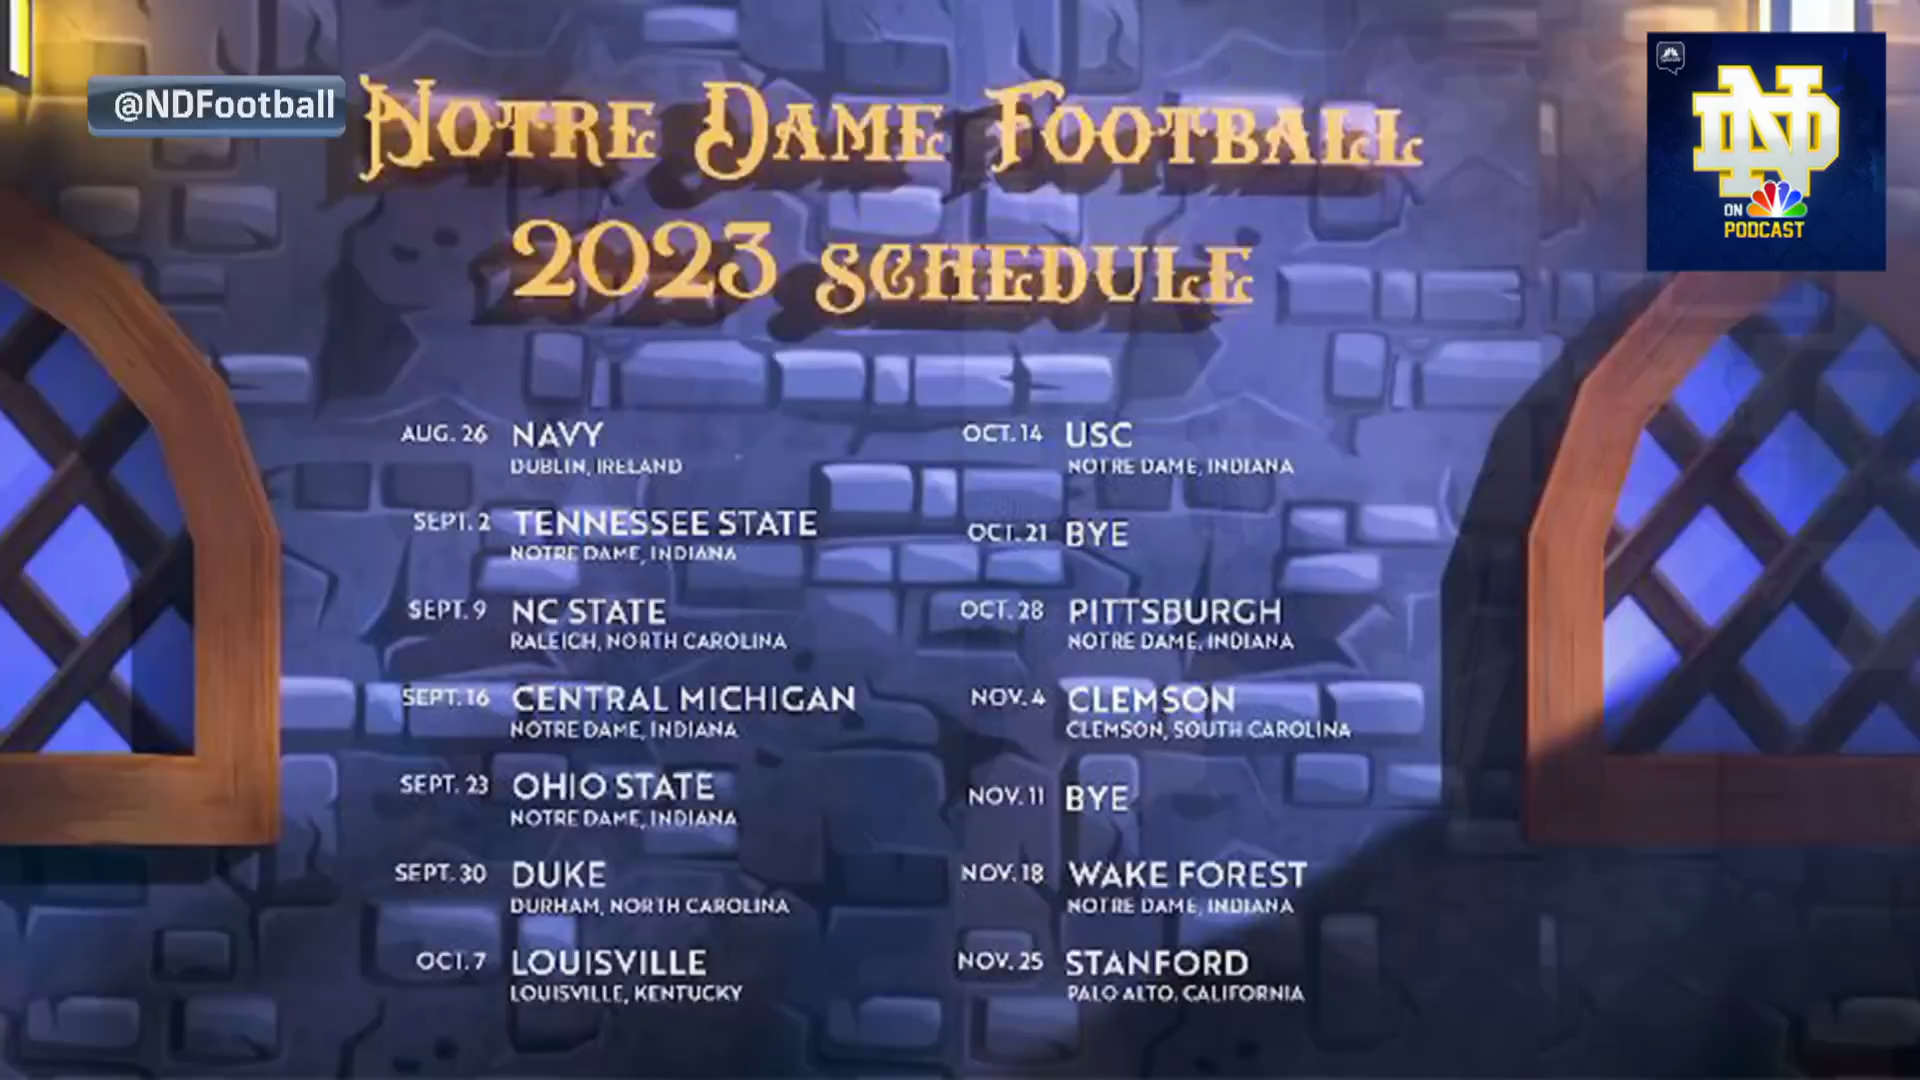 @NDFootball
NOTRE DAME FOOTBALL
2023 SCHEDULE
ND
ON
PODCAST
AUG. 26 NAVY
DUBLIN, IRELAND
SEPT. 2 TENNESSEE STATE
NOTRE DAME, INDIANA
SEPT. 9 NC STATE
RALEIGH, NORTH CAROLINA
SEPT. 16 CENTRAL MICHIGAN
NOTRE DAME, INDIANA
SEPT. 23 OHIO STATE
NOTRE DAME, INDIANA
SEPT. 30 DUKE
DURHAM, NORTH CAROLINA
OCT. 7 LOUISVILLE
LOUISVILLE, KENTUCKY
OCT. 14 USC
NOTRE DAME, INDIANA
OCT. 21 BYE
OCT. 28 PITTSBURGH
NOTRE DAME, INDIANA
NOV. 4 CLEMSON
CLEMSON, SOUTH CAROLINA
NOV. 11 BYE
NOV. 18 WAKE FOREST
NOTRE DAME, INDIANA
NOV. 25 STANFORD
PALO ALTO, CALIFORNIA